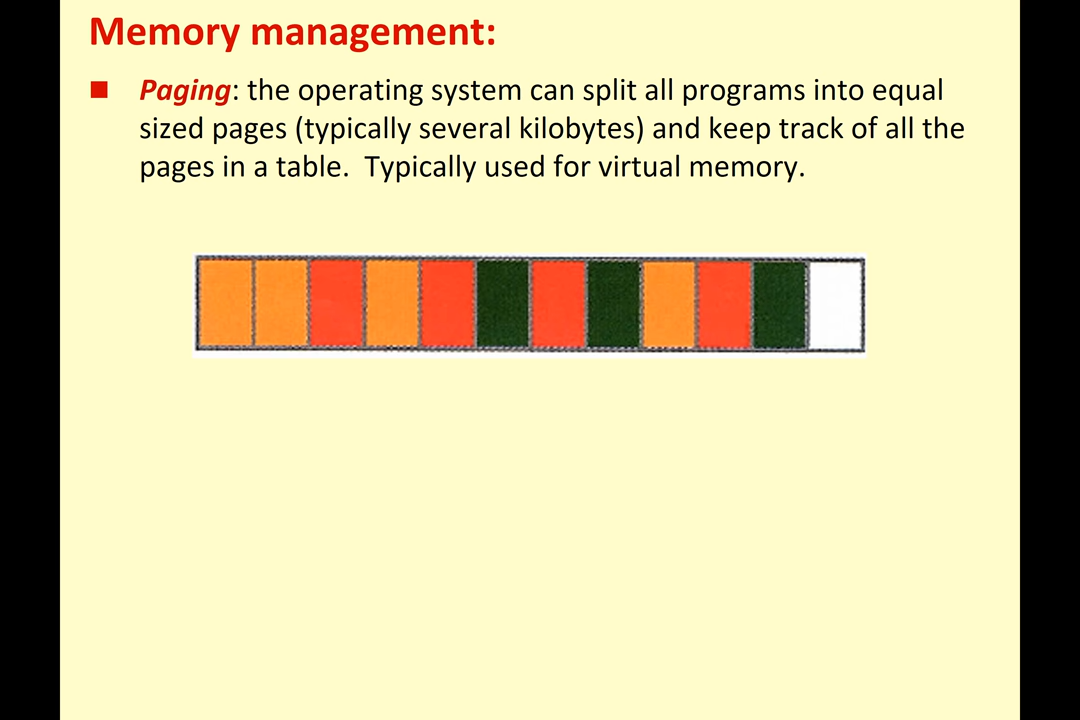 Memory management:
Paging: the operating system can split all programs into equal
sized pages (typically several kilobytes) and keep track of all the
pages in a table.  Typically used for virtual memory.